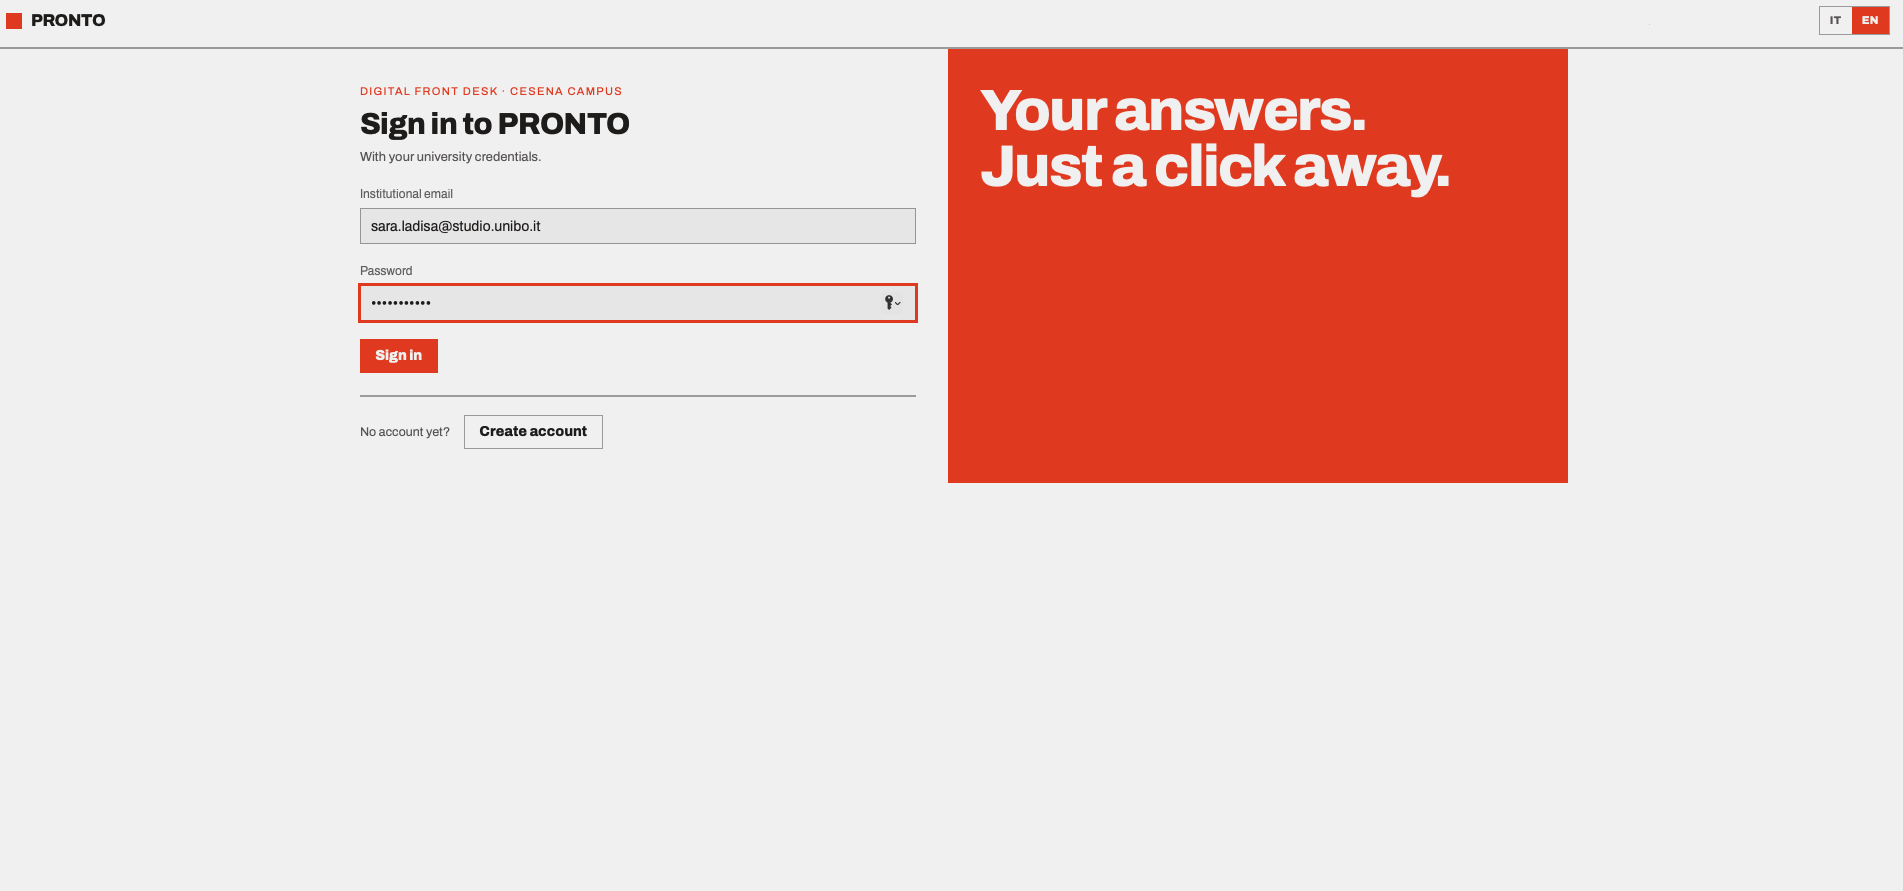 PRONTO
IT EN
DIGITAL FRONT DESK · CESENA CAMPUS
Sign in to PRONTO
With your university credentials.
Institutional email
sara.ladisa@studio.unibo.it
Password
•••••••••••
Sign in
No account yet? Create account
Your answers.
Just a click away.